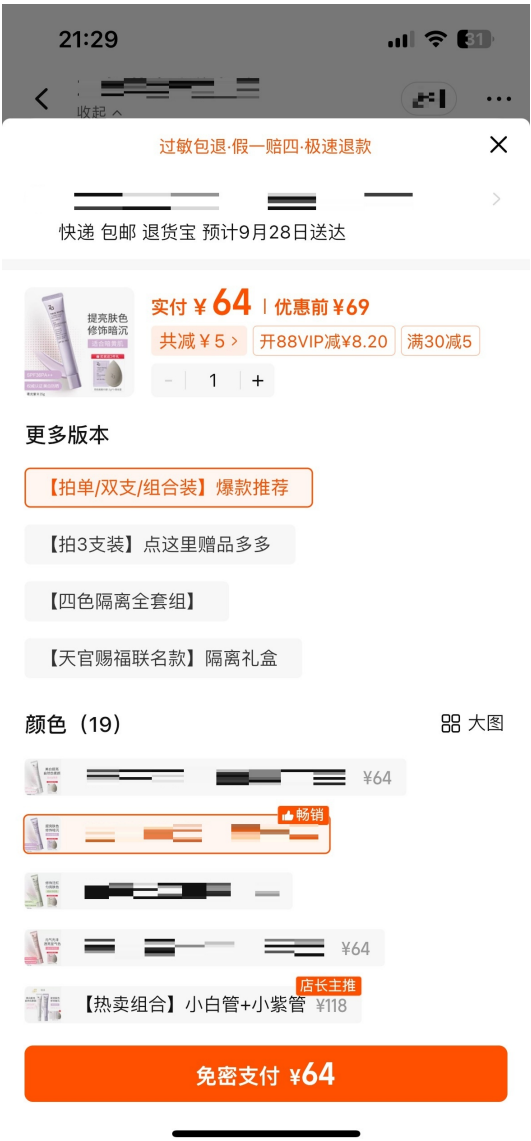 21:29
31
收起
过敏包退·假一赔四·极速退款
快递 包邮 退货宝 预计9月28日送达
提亮肤色
修饰暗沉
实付 ¥ 64 | 优惠前 ¥69
共减 ¥ 5 >
开88VIP减¥8.20
满30减5
− 1 +
更多版本
【拍单/双支/组合装】爆款推荐
【拍3支装】点这里赠品多多
【四色隔离全套组】
【天官赐福联名款】隔离礼盒
颜色（19）
大图
¥64
畅销
¥64
店长主推
【热卖组合】小白管+小紫管 ¥118
免密支付 ¥64